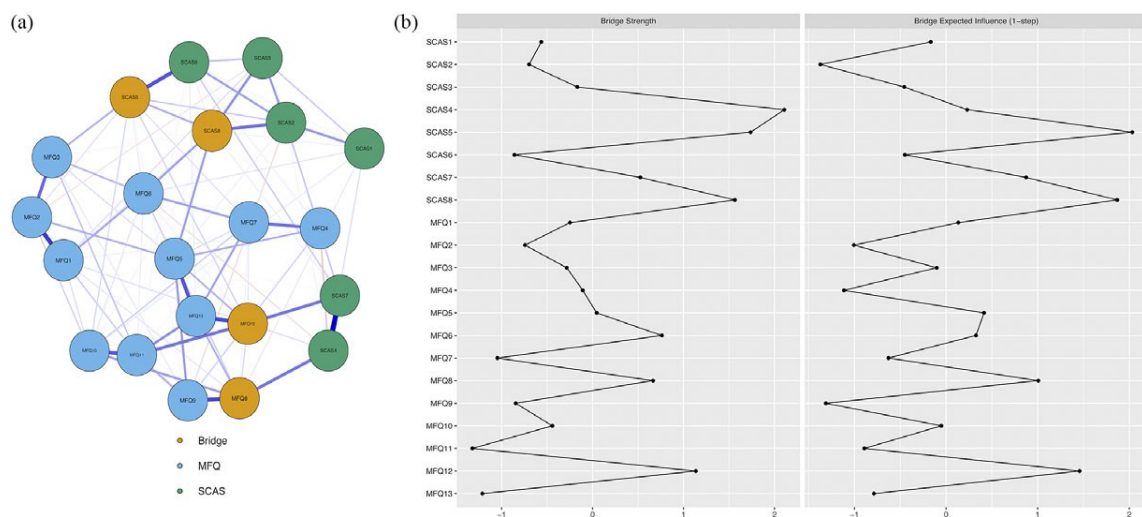 (a)
SCAS6
SCAS3
SCAS5
SCAS8
SCAS2
SCAS1
MFQ3
MFQ6
MFQ2
MFQ7
MFQ4
MFQ1
MFQ5
SCAS7
MFQ13
MFQ12
SCAS4
MFQ10
MFQ11
MFQ9
MFQ8
Bridge
MFQ
SCAS
(b)
Bridge Strength
Bridge Expected Influence (1-step)
SCAS1
SCAS2
SCAS3
SCAS4
SCAS5
SCAS6
SCAS7
SCAS8
MFQ1
MFQ2
MFQ3
MFQ4
MFQ5
MFQ6
MFQ7
MFQ8
MFQ9
MFQ10
MFQ11
MFQ12
MFQ13
-1 0 1 2
-1 0 1 2